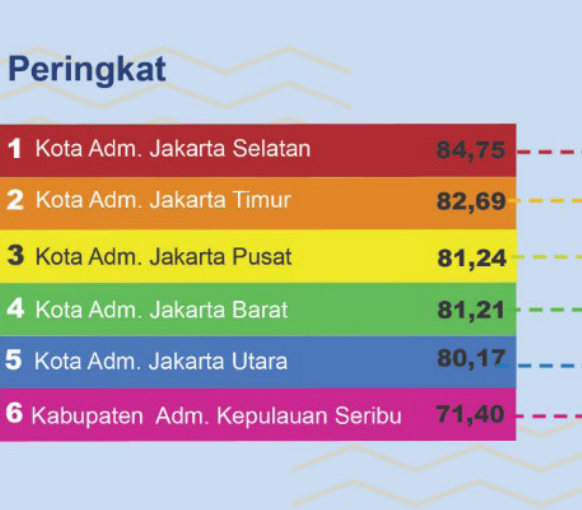 Peringkat
1 Kota Adm. Jakarta Selatan 84,75
2 Kota Adm. Jakarta Timur 82,69
3 Kota Adm. Jakarta Pusat 81,24
4 Kota Adm. Jakarta Barat 81,21
5 Kota Adm. Jakarta Utara 80,17
6 Kabupaten Adm. Kepulauan Seribu 71,40